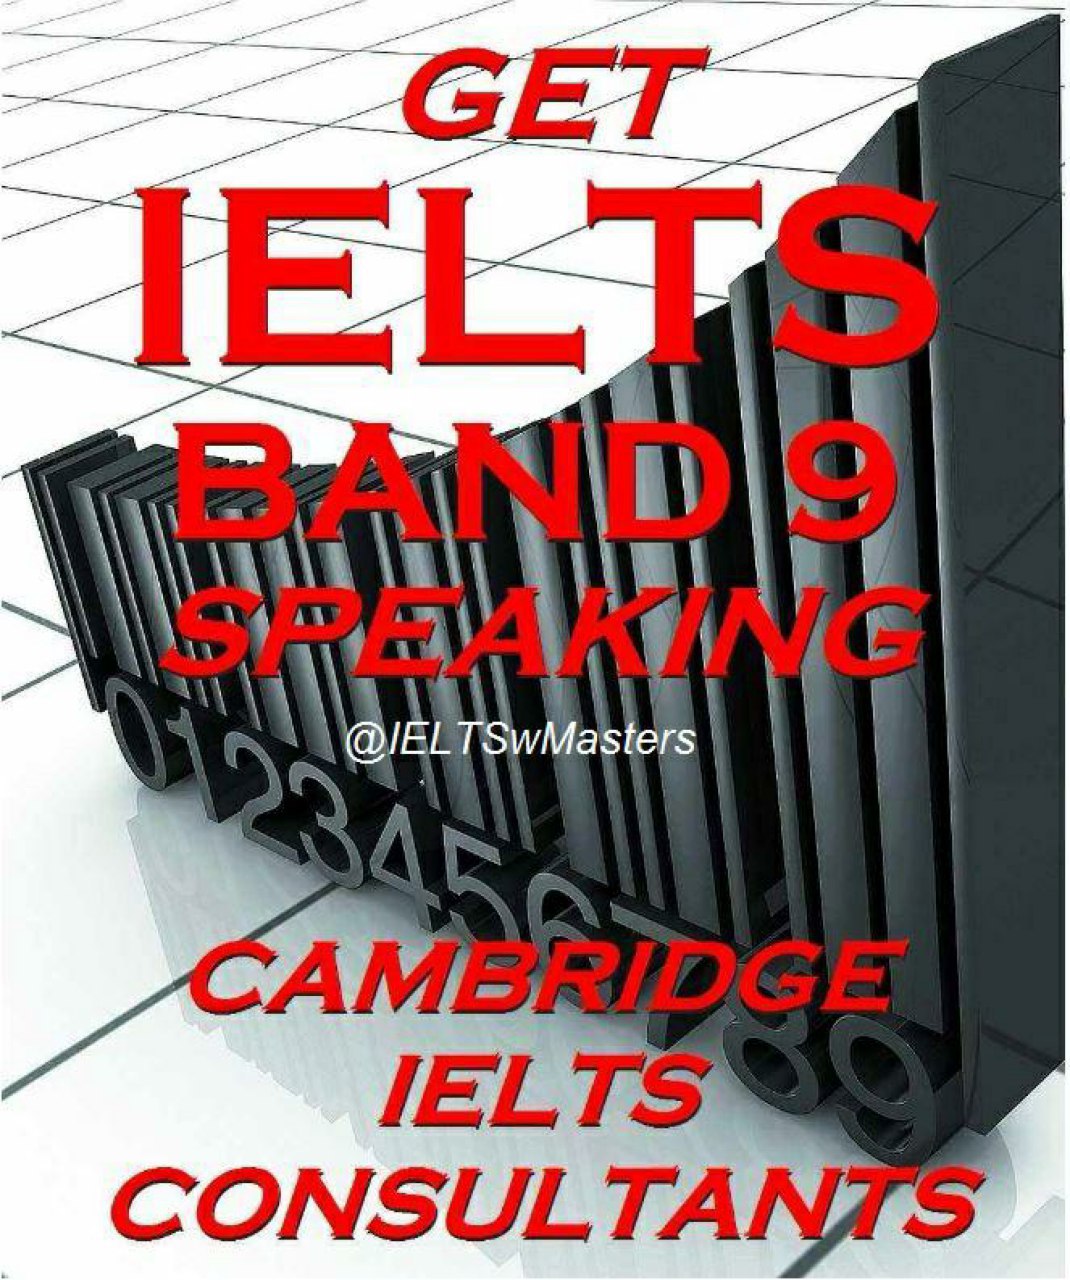 GET
IELTS
BAND 9
SPEAKING
@IELTSwMasters
0123456789
CAMBRIDGE
IELTS
CONSULTANTS